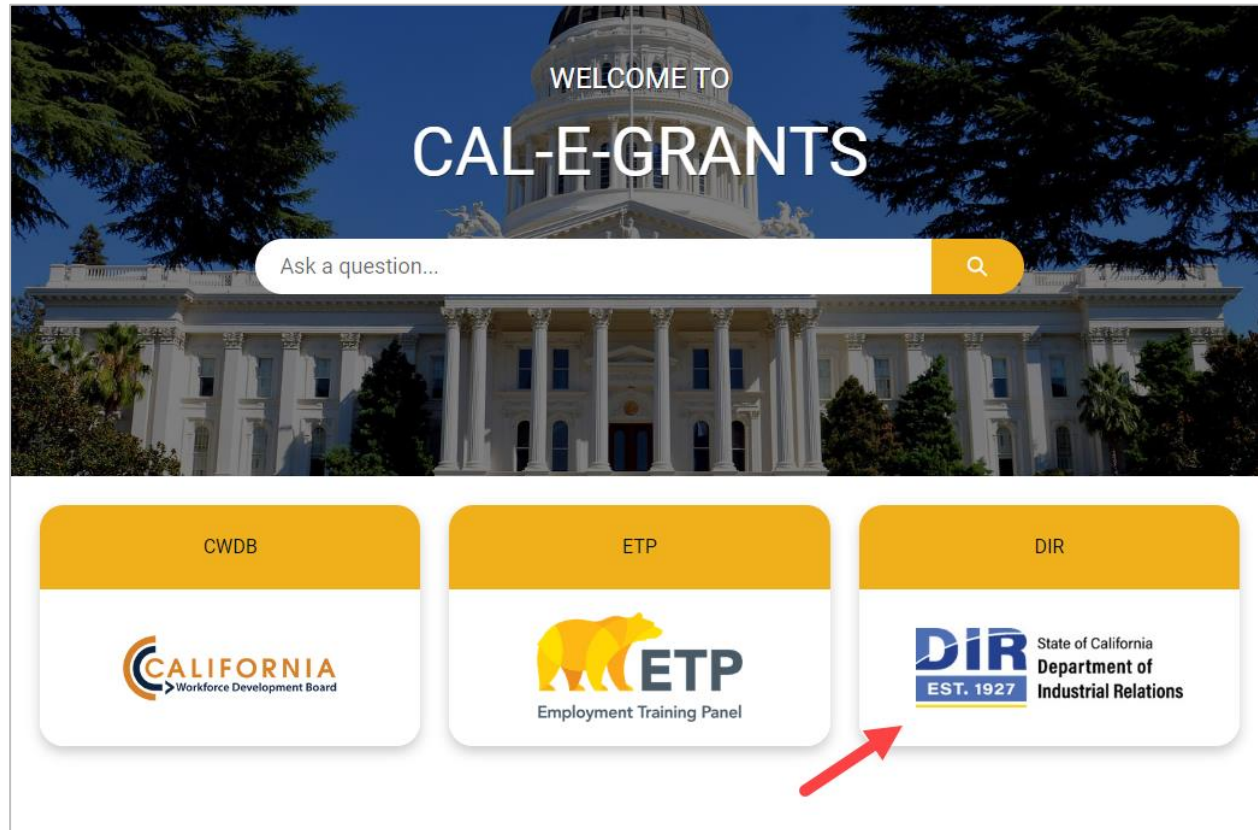 WELCOME TO
CAL-E-GRANTS
Ask a question...
CWDB
ETP
DIR
CALIFORNIA
Workforce Development Board
ETP
Employment Training Panel
DIR
EST. 1927
State of California
Department of
Industrial Relations